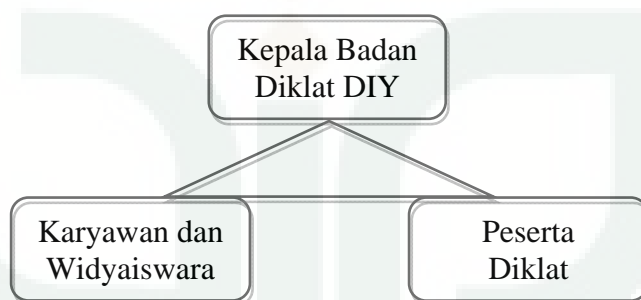 Kepala Badan
Diklat DIY
Karyawan dan
Widyaiswara
Peserta
Diklat